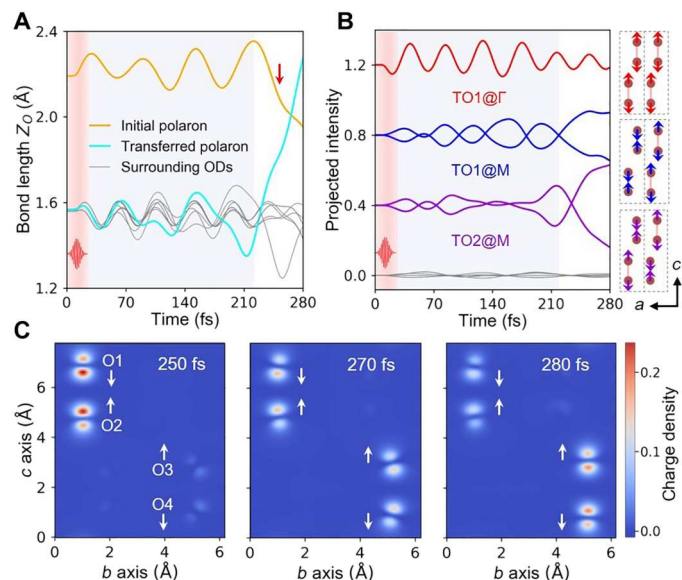 A
Bond length Zo (Å)
2.4
2.0
1.6
1.2
Initial polaron
Transferred polaron
Surrounding ODs
0
70
140
210
280
Time (fs)
B
Projected intensity
1.2
0.8
0.4
0.0
TO1@Γ
TO1@M
TO2@M
0
70
140
210
280
Time (fs)
c
a
C
c axis (Å)
6
4
2
0
250 fs
O1
O2
O3
O4
0
2
4
6
b axis (Å)
270 fs
0
2
4
6
b axis (Å)
280 fs
0
2
4
6
b axis (Å)
0.2
0.1
0.0
Charge density